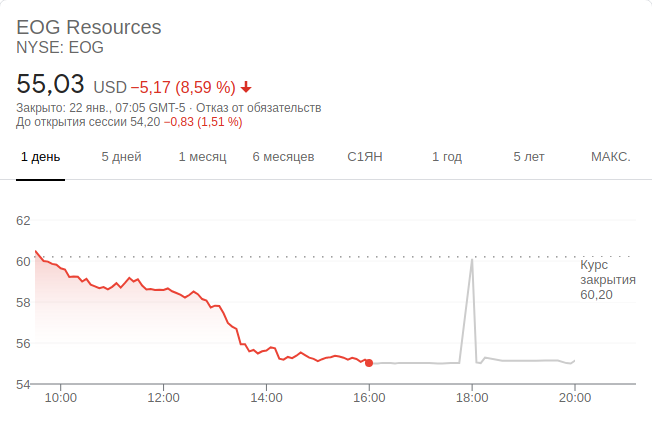 EOG Resources
NYSE: EOG
55,03 USD −5,17 (8,59 %)
Закрыто: 22 янв., 07:05 GMT-5 · Отказ от обязательств
До открытия сессии 54,20 −0,83 (1,51 %)
1 день 5 дней 1 месяц 6 месяцев С1ЯН 1 год 5 лет МАКС.
62
60
58
56
54
Курс
закрытия
60,20
10:00 12:00 14:00 16:00 18:00 20:00